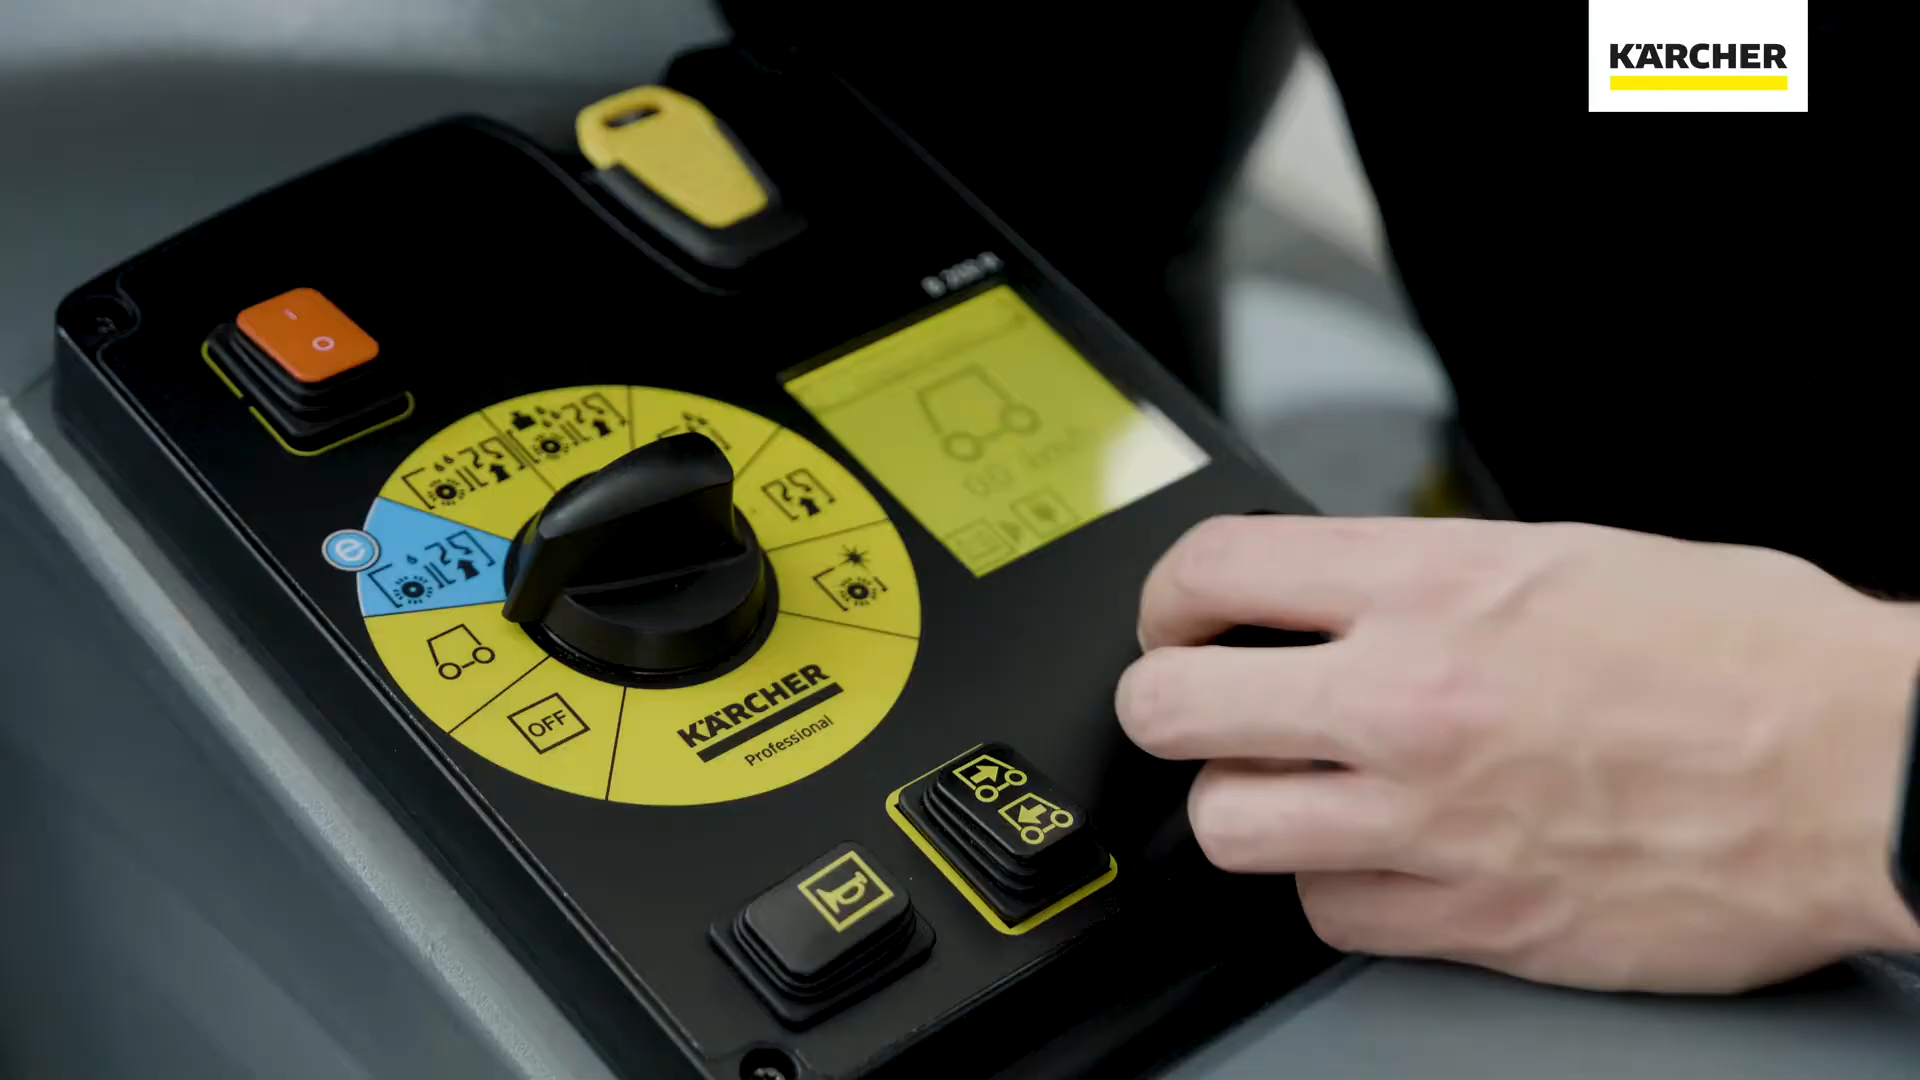 KÄRCHER
e
OFF
KÄRCHER
Professional